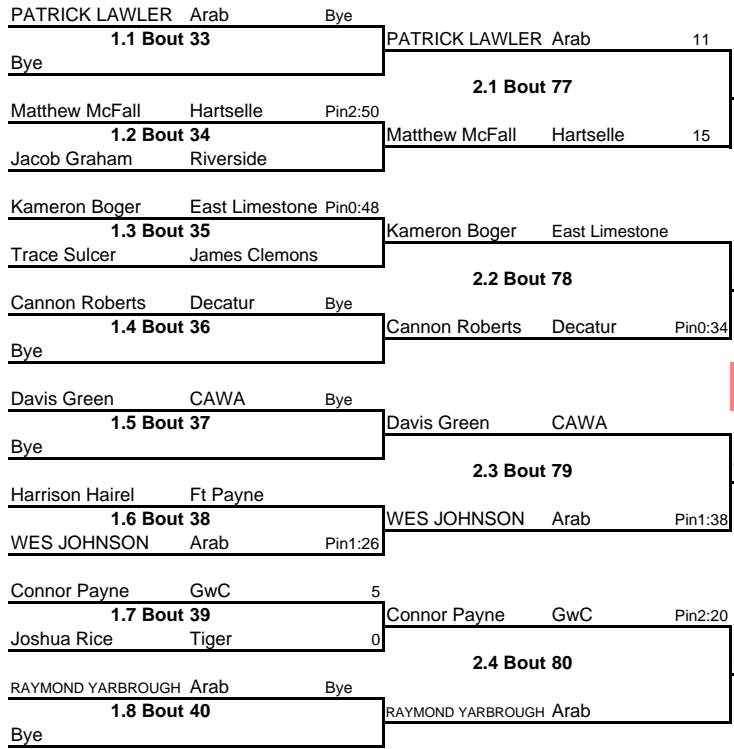 PATRICK LAWLER Arab Bye
1.1 Bout 33
PATRICK LAWLER Arab 11
Bye
2.1 Bout 77
Matthew McFall Hartselle Pin2:50
1.2 Bout 34
Matthew McFall Hartselle 15
Jacob Graham Riverside
Kameron Boger East Limestone Pin0:48
1.3 Bout 35
Kameron Boger East Limestone
Trace Sulcer James Clemons
2.2 Bout 78
Cannon Roberts Decatur Bye
1.4 Bout 36
Cannon Roberts Decatur Pin0:34
Bye
Davis Green CAWA Bye
1.5 Bout 37
Davis Green CAWA
Bye
2.3 Bout 79
Harrison Hairel Ft Payne
1.6 Bout 38
WES JOHNSON Arab Pin1:38
WES JOHNSON Arab Pin1:26
Connor Payne GwC 5
1.7 Bout 39
Connor Payne GwC Pin2:20
Joshua Rice Tiger 0
2.4 Bout 80
RAYMOND YARBROUGH Arab Bye
1.8 Bout 40
RAYMOND YARBROUGH Arab
Bye